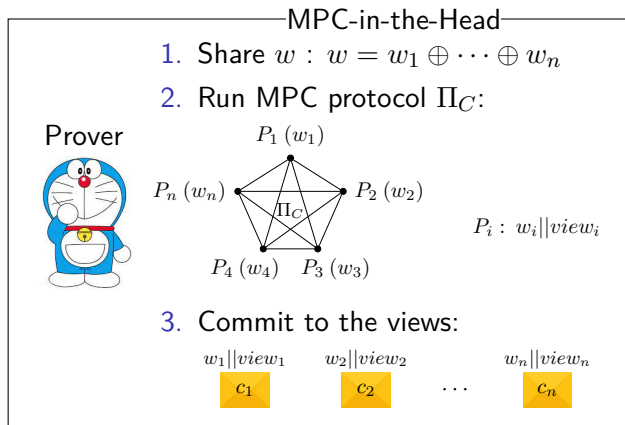 MPC-in-the-Head
1. Share w : w = w₁ ⊕ ⋯ ⊕ wₙ
2. Run MPC protocol Π_C:
Prover
P₁ (w₁)
Pₙ (wₙ)
P₂ (w₂)
Π_C
P₄ (w₄)
P₃ (w₃)
Pᵢ : wᵢ||viewᵢ
3. Commit to the views:
w₁||view₁ w₂||view₂ wₙ||viewₙ
c₁ c₂ ⋯ cₙ